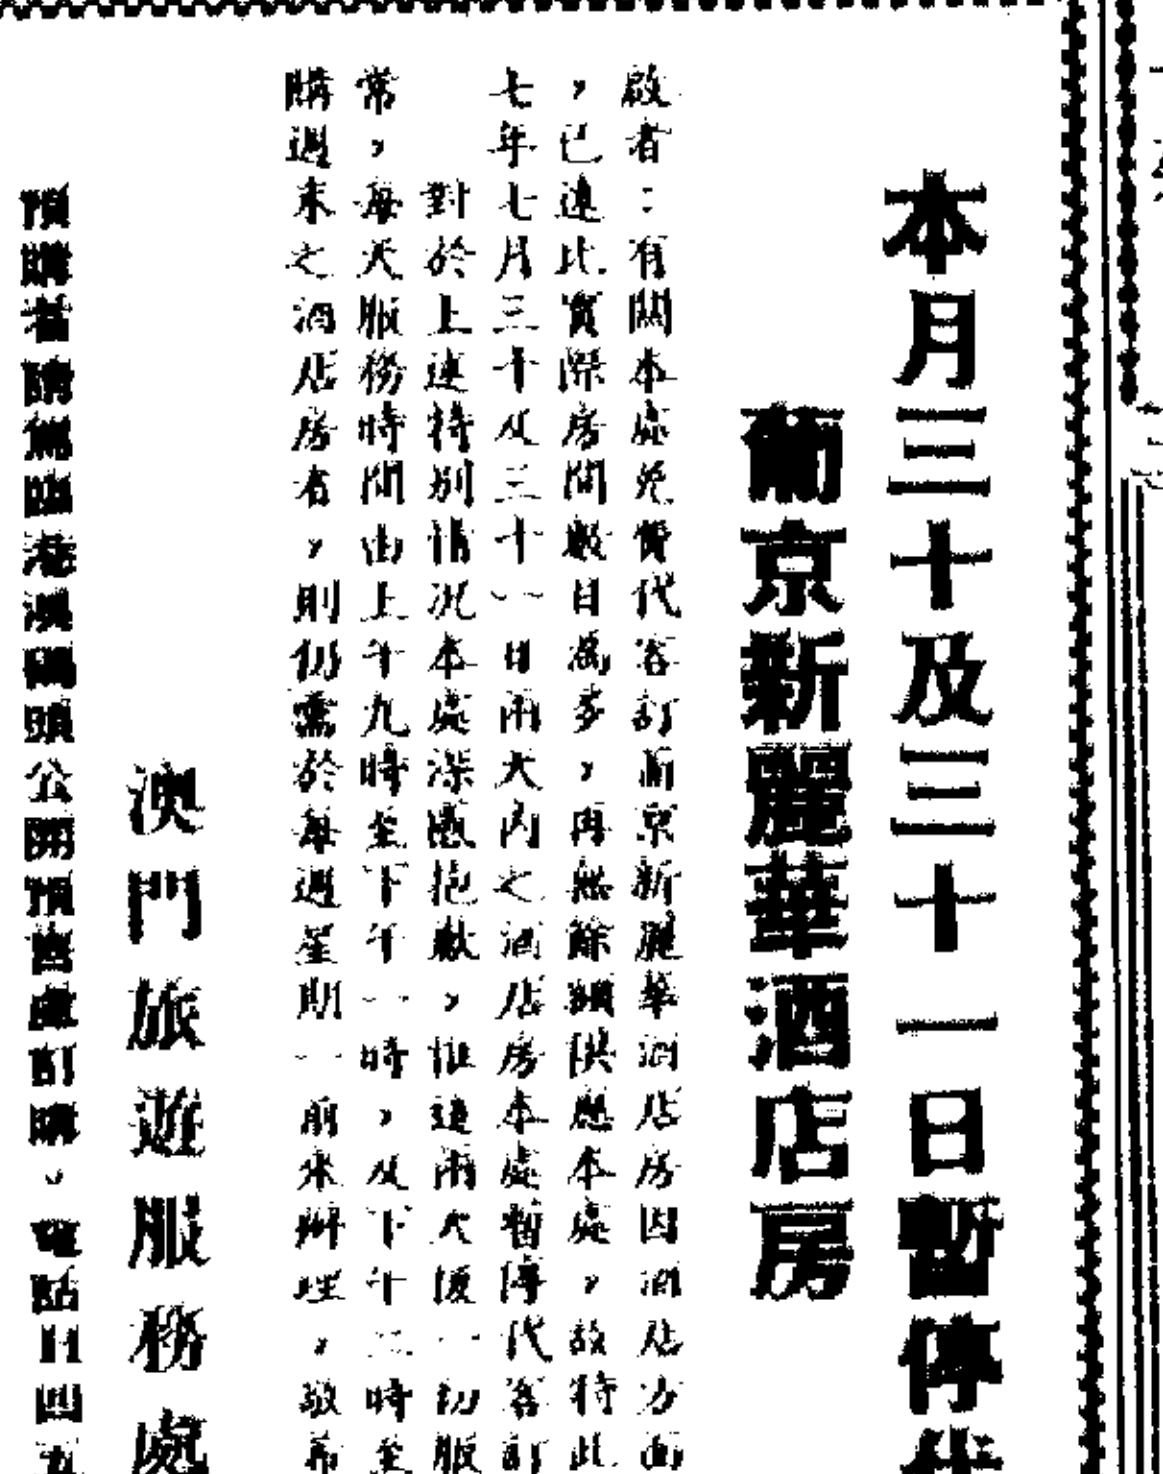 本月三十及三十一日暫停代
葡京新麗華酒店房
啟者：有關本處免費代客訂葡京新麗華酒店房因酒店方面
，已連比實際房間數目為多，再無餘額供應本處，故特此
七年七月三十及三十一日兩天內之酒店房本處暫停代客訂
對於上述特別情况本處深感抱歉，惟這兩天後一切服
常，每天服務時間由上午九時至下午一時，及下午二時至
購週末之酒店房者，則仍需於每週星期一前來辦理，敬希
澳門旅遊服務處
預購者請駕臨港澳碼頭公開預售處訂購。電話H四五